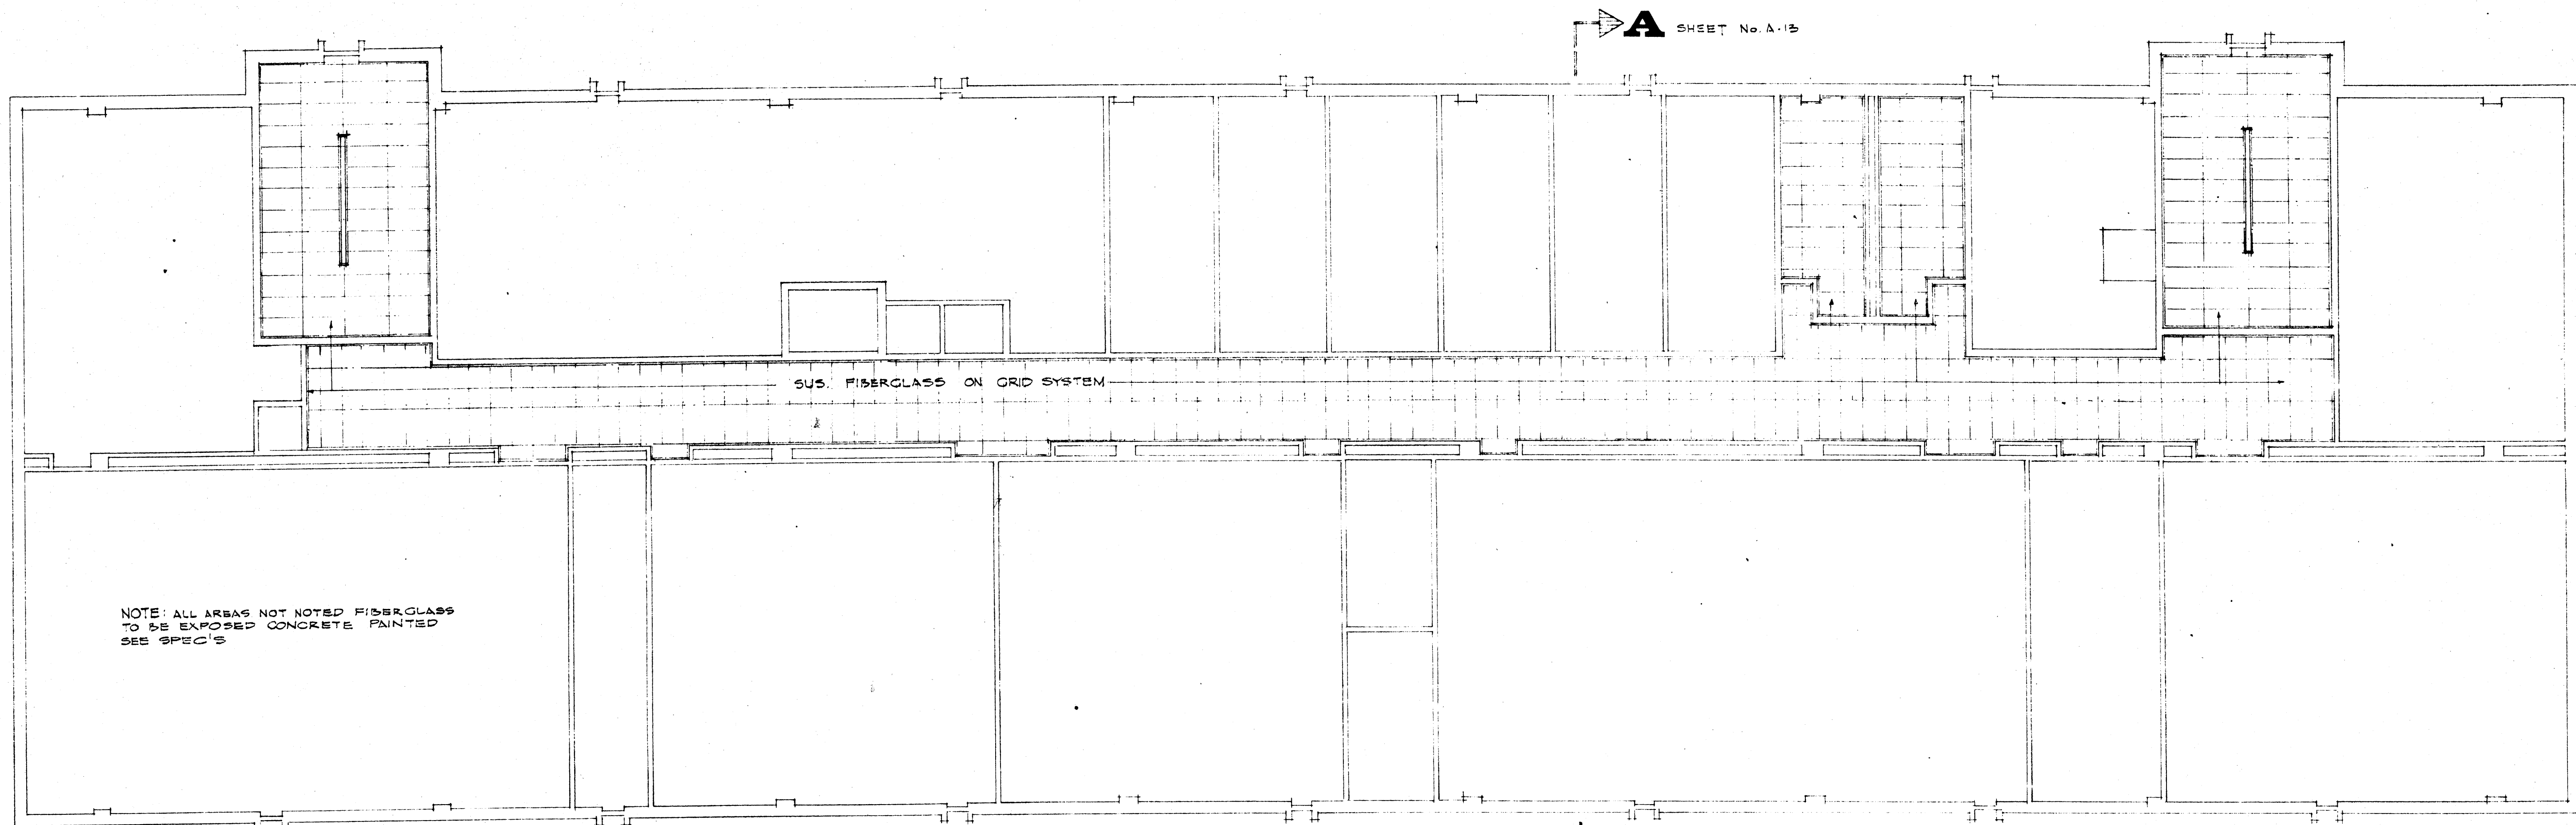 A SHEET No. A-13
SUS. FIBERGLASS ON GRID SYSTEM
NOTE: ALL AREAS NOT NOTED FIBERGLASS
TO BE EXPOSED CONCRETE PAINTED
SEE SPEC'S